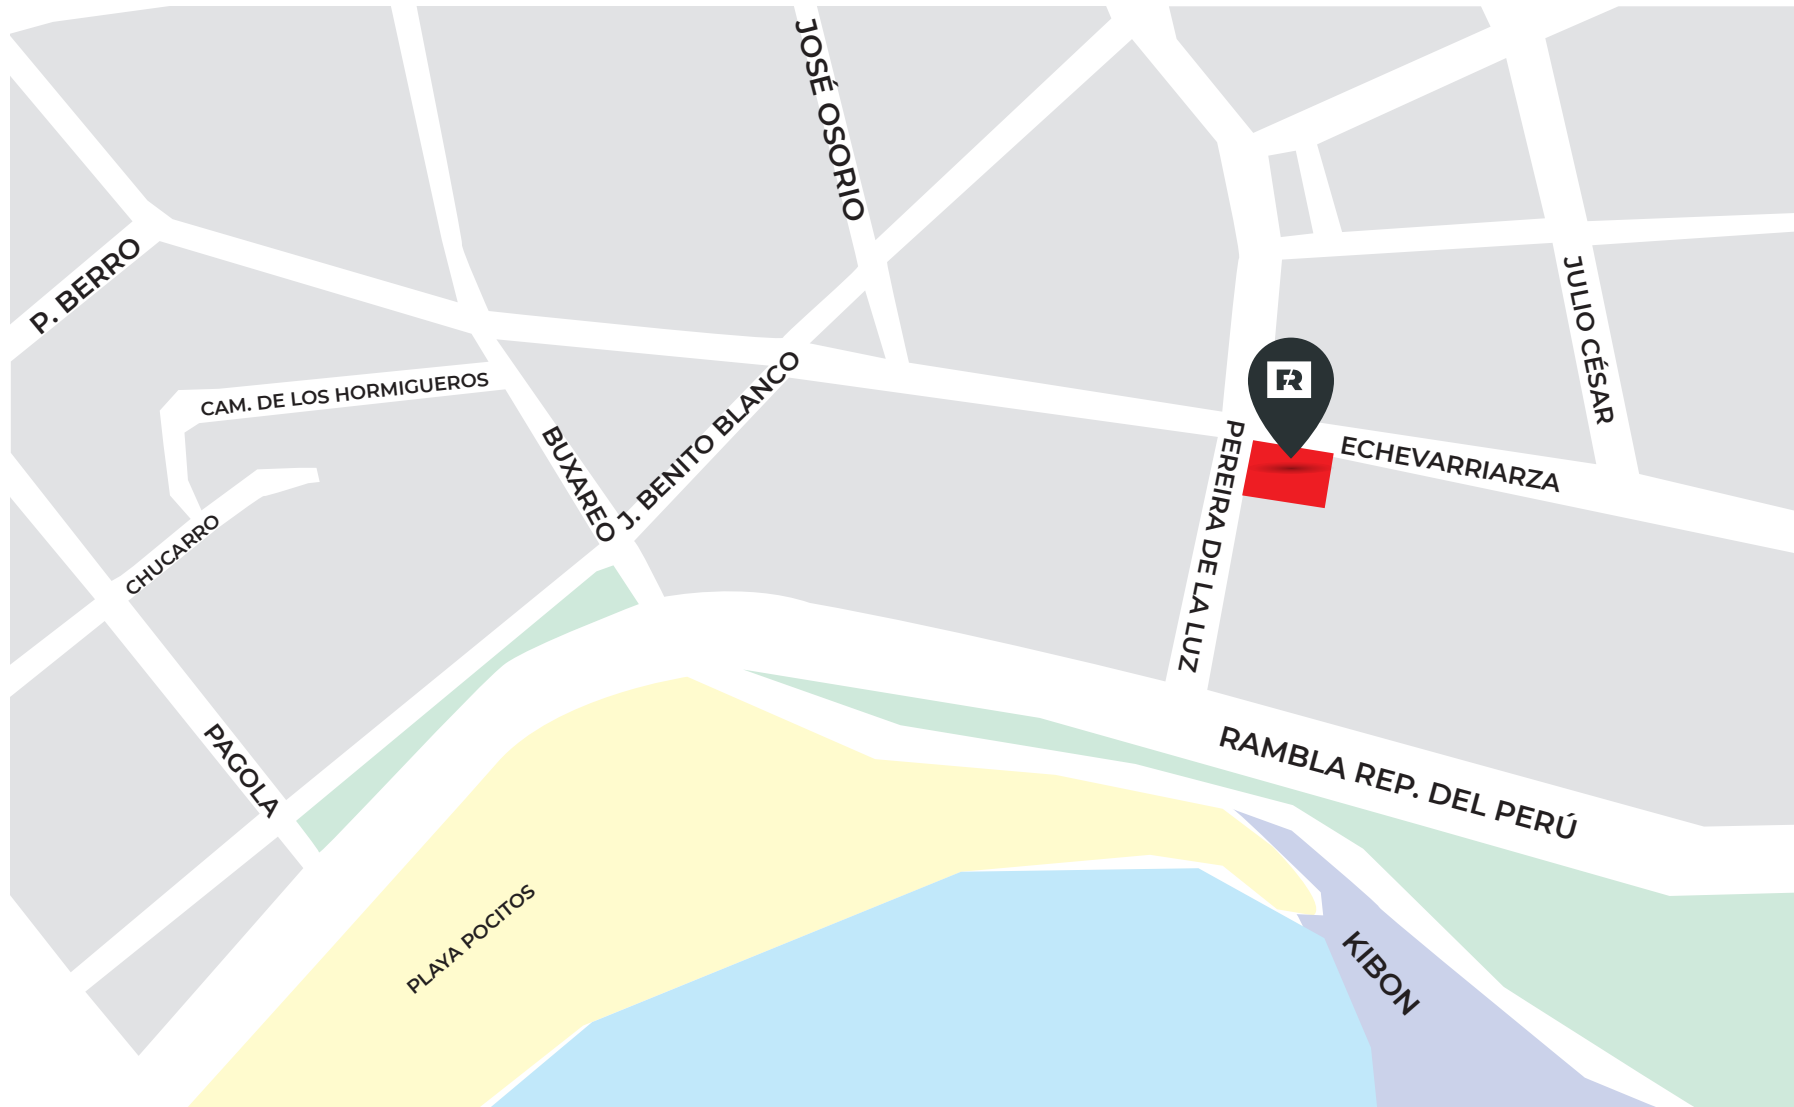 JOSÉ OSORIO
P. BERRO
JULIO CÉSAR
CAM. DE LOS HORMIGUEROS
J. BENITO BLANCO
BUXAREO
FR
ECHEVARRIARZA
PEREIRA DE LA LUZ
CHUCARRO
PAGOLA
RAMBLA REP. DEL PERÚ
PLAYA POCITOS
KIBON